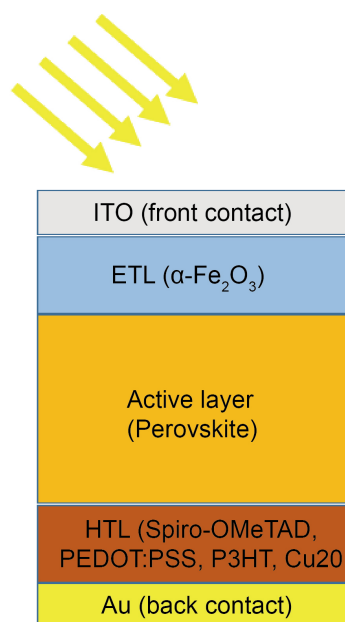 ITO (front contact)
ETL (α-Fe₂O₃)
Active layer
(Perovskite)
HTL (Spiro-OMeTAD,
PEDOT:PSS, P3HT, Cu20
Au (back contact)